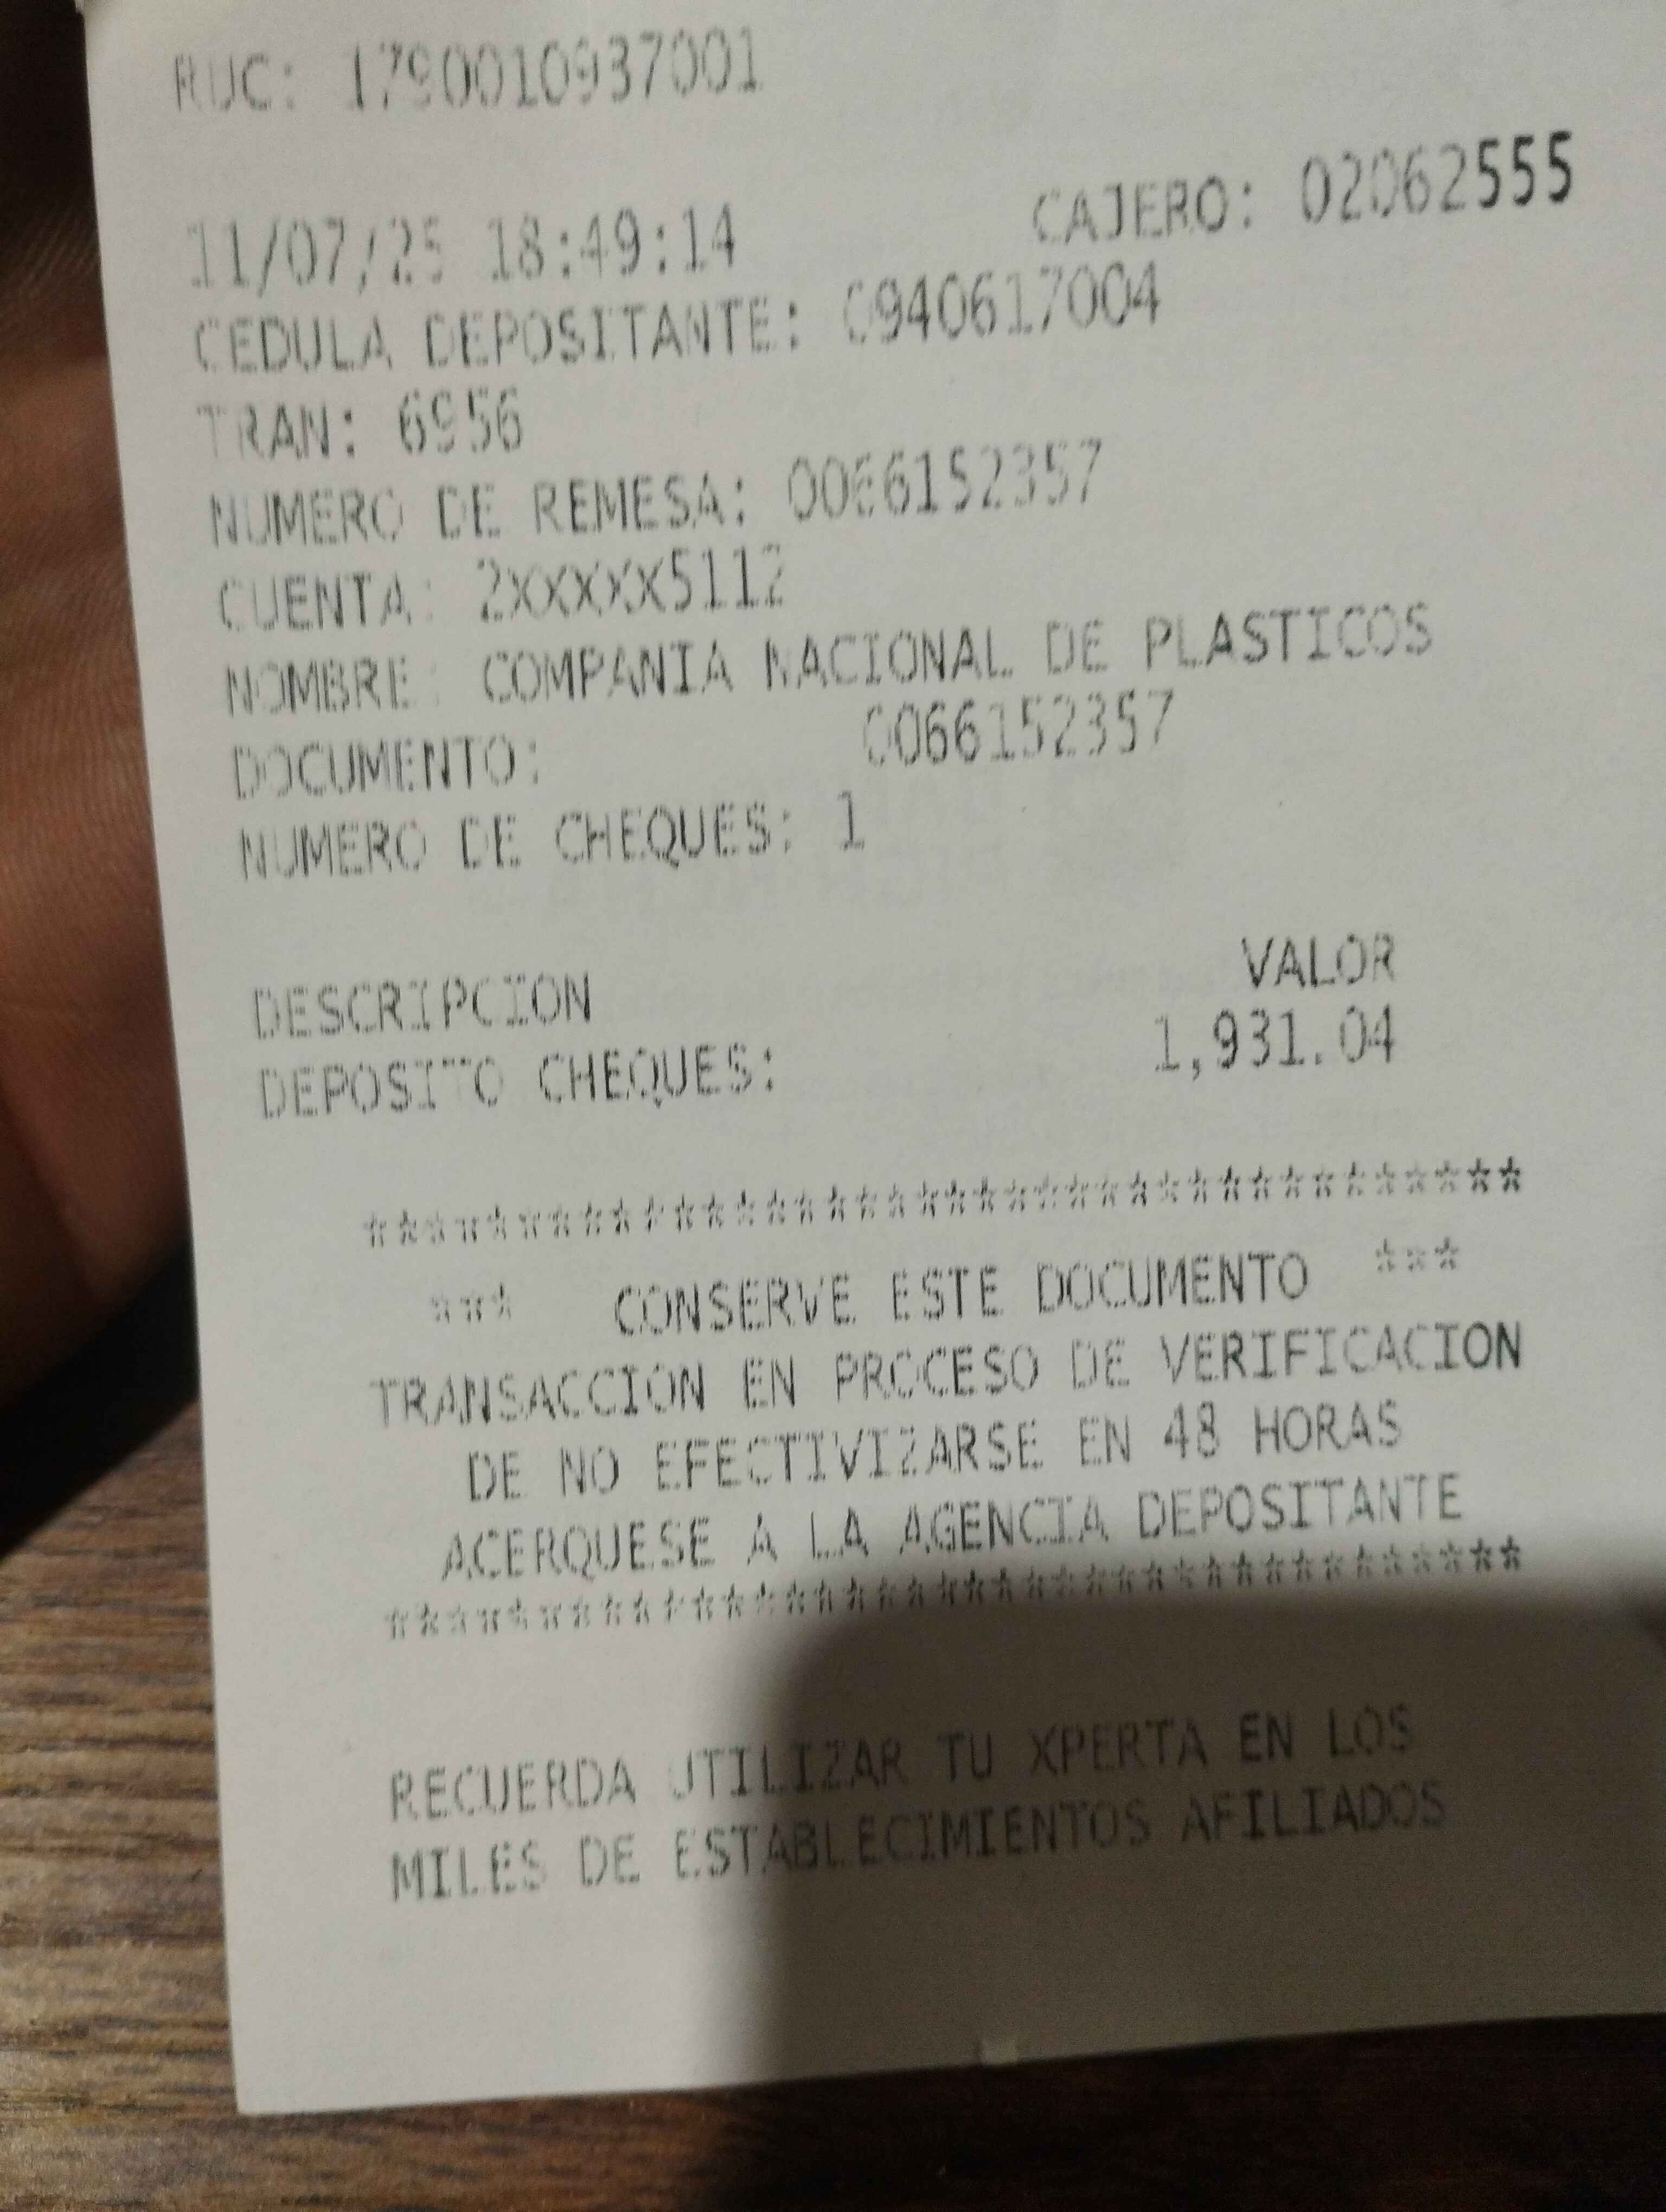 RUC: 1790010937001
CAJERO: 02062555
11/07/25 18:49:14
CEDULA DEPOSITANTE: 0940617004
TRAN: 6956
NUMERO DE REMESA: 0066152357
CUENTA: 2XXXXX5112
NOMBRE: COMPANIA NACIONAL DE PLASTICOS
DOCUMENTO: 0066152357
NUMERO DE CHEQUES: 1
DESCRIPCION VALOR
DEPOSITO CHEQUES: 1,931.04
**************************************
*** CONSERVE ESTE DOCUMENTO ***
TRANSACCION EN PROCESO DE VERIFICACION
DE NO EFECTIVIZARSE EN 48 HORAS
ACERQUESE A LA AGENCIA DEPOSITANTE
**************************************
RECUERDA UTILIZAR TU XPERTA EN LOS
MILES DE ESTABLECIMIENTOS AFILIADOS